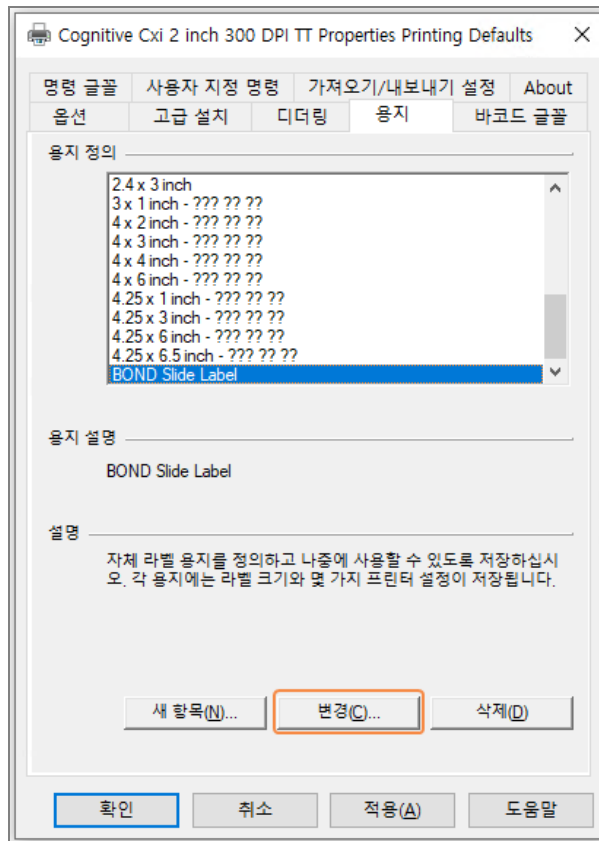 Cognitive Cxi 2 inch 300 DPI TT Properties Printing Defaults
명령 글꼴 사용자 지정 명령 가져오기/내보내기 설정 About
옵션 고급 설치 디더링 용지 바코드 글꼴
용지 정의
2.4 x 3 inch
3 x 1 inch - ??? ?? ??
4 x 2 inch - ??? ?? ??
4 x 3 inch - ??? ?? ??
4 x 4 inch - ??? ?? ??
4 x 6 inch - ??? ?? ??
4.25 x 1 inch - ??? ?? ??
4.25 x 3 inch - ??? ?? ??
4.25 x 6 inch - ??? ?? ??
4.25 x 6.5 inch - ??? ?? ??
BOND Slide Label
용지 설명
BOND Slide Label
설명
자체 라벨 용지를 정의하고 나중에 사용할 수 있도록 저장하십시
오. 각 용지에는 라벨 크기와 몇 가지 프린터 설정이 저장됩니다.
새 항목(N)... 변경(C)... 삭제(D)
확인 취소 적용(A) 도움말